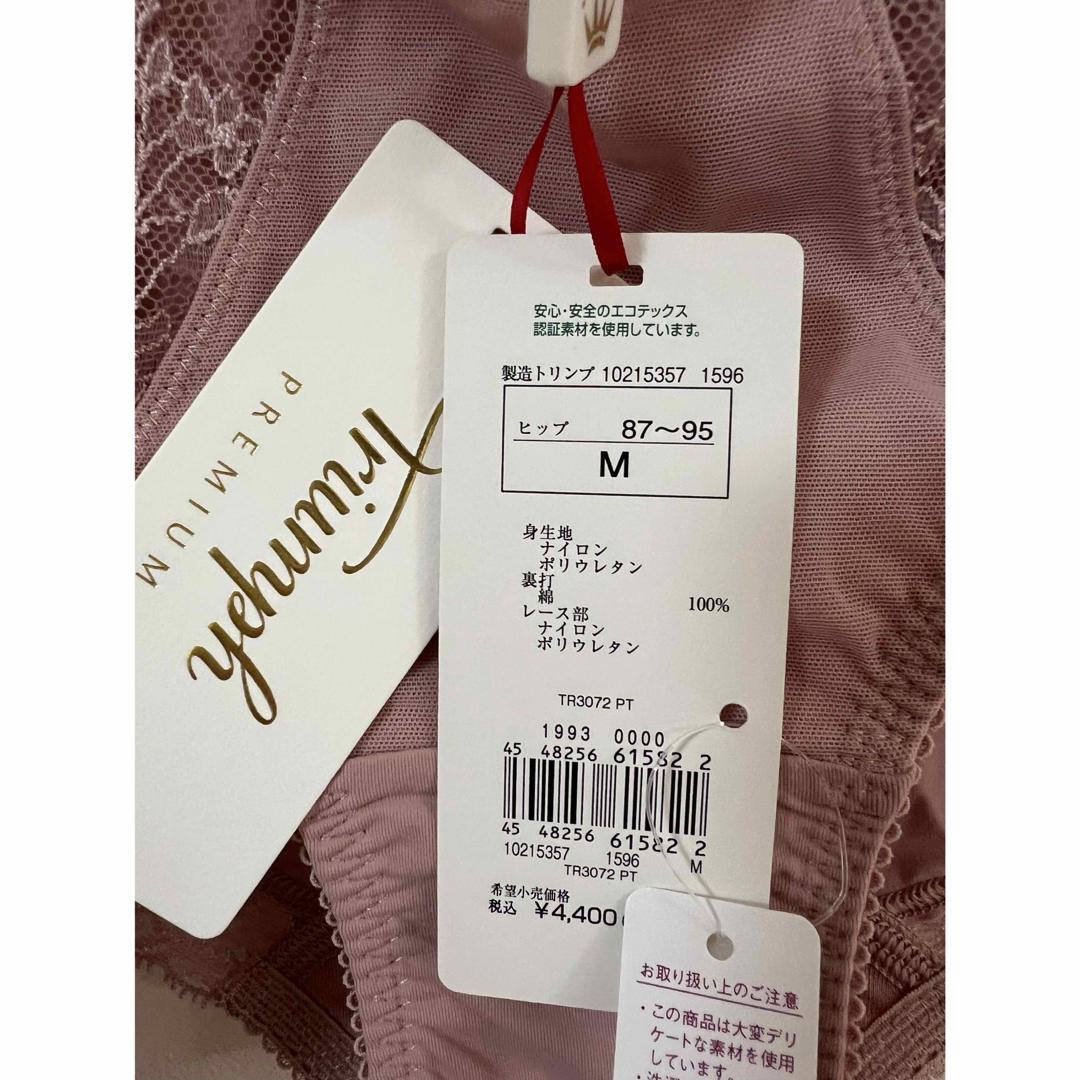 Triumph
PREMIUM
安心・安全のエコテックス
認証素材を使用しています。
製造トリンプ 10215357 1596
ヒップ 87～95
M
身生地
ナイロン
ポリウレタン
裏打
綿 100%
レース部
ナイロン
ポリウレタン
TR3072 PT
1993 0000
45 48256 61582 2
45 48256 61582 2
10215357 1596 M
TR3072 PT
希望小売価格
税込 ¥4,400
お取り扱い上のご注意
・この商品は大変デリ
ケートな素材を使用
しています。